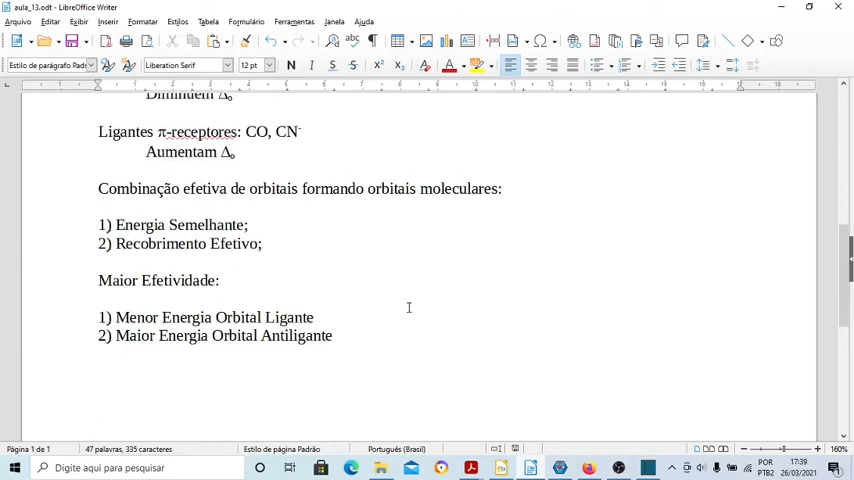 aula_13.odt - LibreOffice Writer
Arquivo Editar Exibir Inserir Formatar Estilos Tabela Formulário Ferramentas Janela Ajuda
Estilo de parágrafo Padrã Liberation Serif 12 pt
Diminuem Δo
Ligantes π-receptores: CO, CN-
Aumentam Δo
Combinação efetiva de orbitais formando orbitais moleculares:
1) Energia Semelhante;
2) Recobrimento Efetivo;
Maior Efetividade:
1) Menor Energia Orbital Ligante
2) Maior Energia Orbital Antiligante
Página 1 de 1 47 palavras, 335 caracteres Estilo de página Padrão Português (Brasil) 160%
Digite aqui para pesquisar
POR 17:39
PTB2 26/03/2021